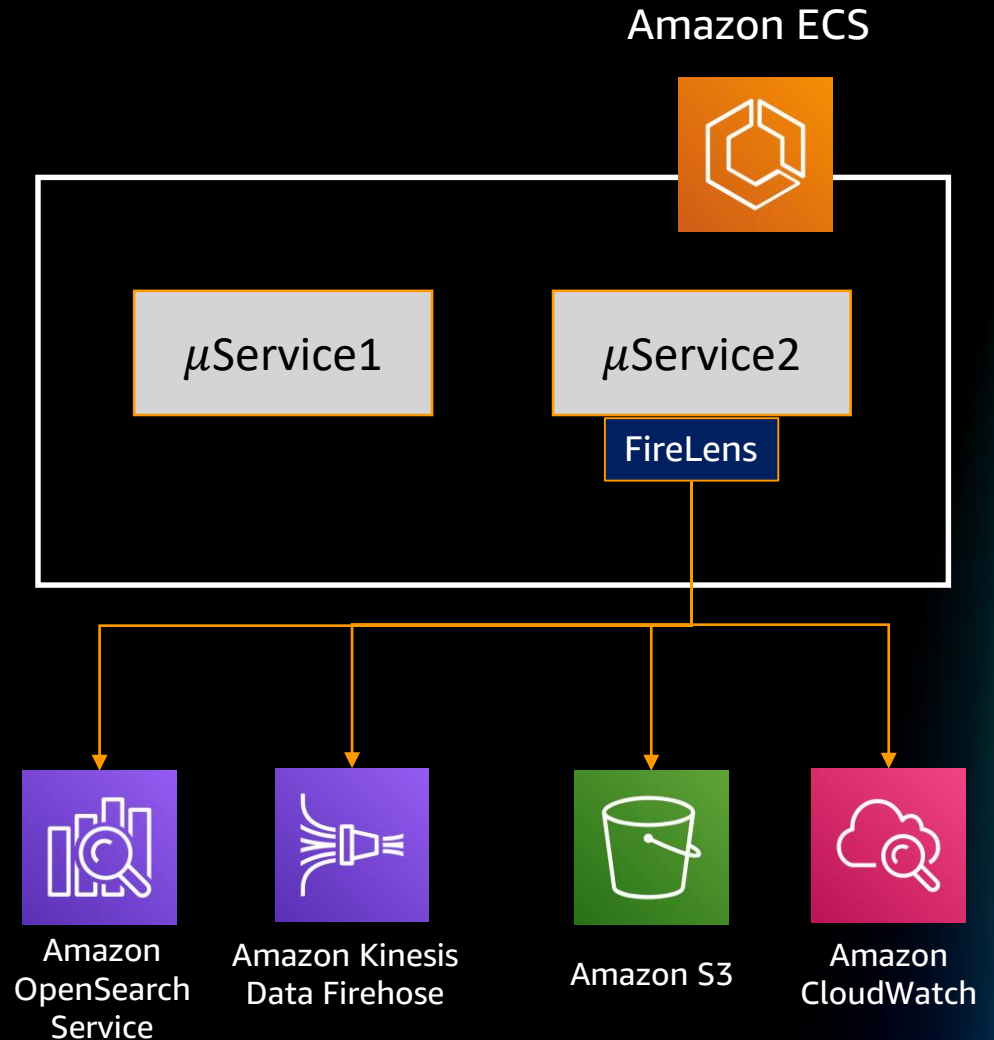 Amazon ECS
𝜇Service1
𝜇Service2
FireLens
Amazon
OpenSearch
Service
Amazon Kinesis
Data Firehose
Amazon S3
Amazon
CloudWatch